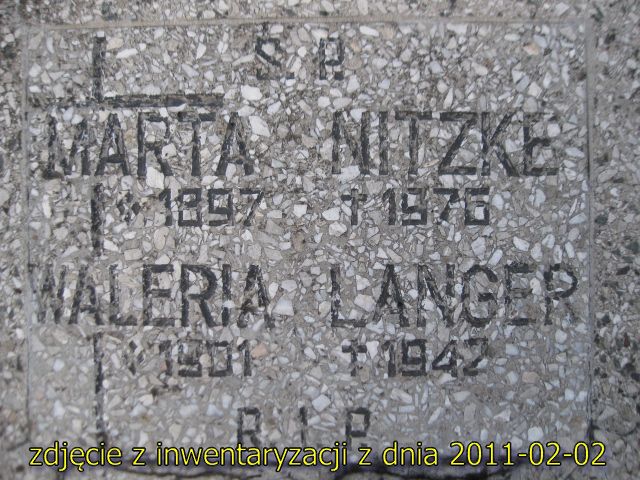 Ś.P.
MARTA NITZKE
* 1897 - † 1976
WALERIA LANGER
* 1901 † 1942
R.I.P.
zdjęcie z inwentaryzacji z dnia 2011-02-02